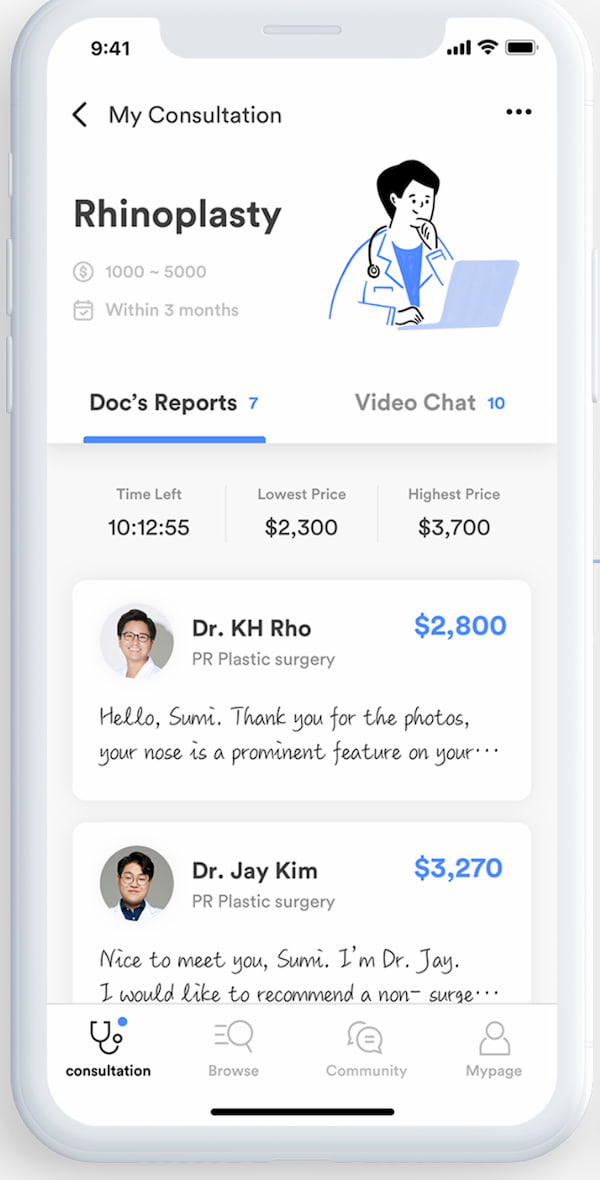 9:41
My Consultation
Rhinoplasty
1000 ~ 5000
Within 3 months
Doc's Reports 7
Video Chat 10
Time Left
10:12:55
Lowest Price
$2,300
Highest Price
$3,700
Dr. KH Rho
$2,800
PR Plastic surgery
Hello, Sumi. Thank you for the photos,
your nose is a prominent feature on your···
Dr. Jay Kim
$3,270
PR Plastic surgery
Nice to meet you, Sumi. I'm Dr. Jay.
I would like to recommend a non- surge···
consultation
Browse
Community
Mypage